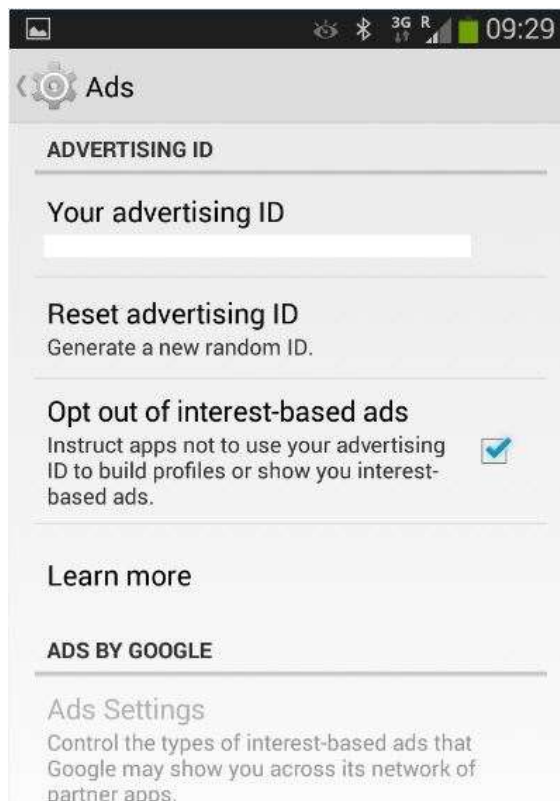 3G R 09:29
Ads
ADVERTISING ID
Your advertising ID
Reset advertising ID
Generate a new random ID.
Opt out of interest-based ads
Instruct apps not to use your advertising
ID to build profiles or show you interest-
based ads.
Learn more
ADS BY GOOGLE
Ads Settings
Control the types of interest-based ads that
Google may show you across its network of
partner apps.